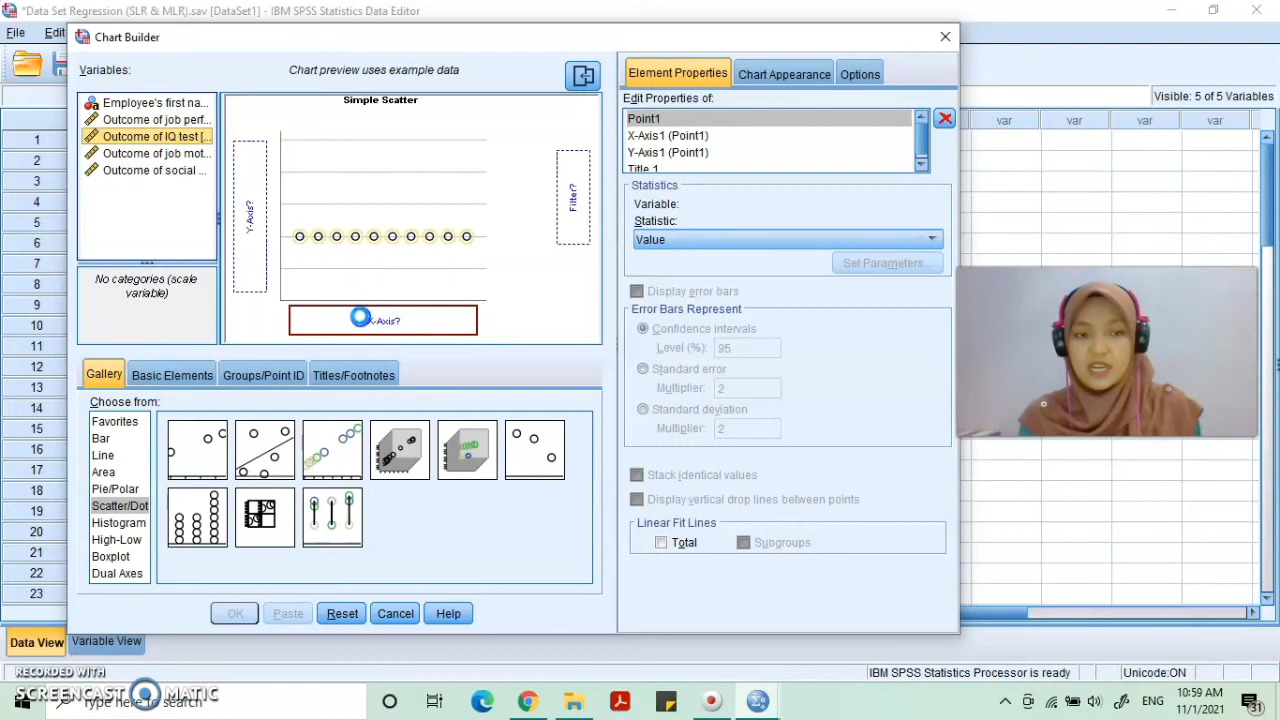 *Data Set Regression (SLR & MLR).sav [DataSet1] - IBM SPSS Statistics Data Editor
File
Edit
Chart Builder
Variables:
Chart preview uses example data
Employee's first na...
Outcome of job perf...
Outcome of IQ test [...
Outcome of job mot...
Outcome of social ...
No categories (scale
variable)
Simple Scatter
Y-Axis?
Filter?
X-Axis?
Gallery
Basic Elements
Groups/Point ID
Titles/Footnotes
Choose from:
Favorites
Bar
Line
Area
Pie/Polar
Scatter/Dot
Histogram
High-Low
Boxplot
Dual Axes
OK
Paste
Reset
Cancel
Help
Element Properties
Chart Appearance
Options
Edit Properties of:
Point1
X-Axis1 (Point1)
Y-Axis1 (Point1)
Title 1
Statistics
Variable:
Statistic:
Value
Set Parameters...
Display error bars
Error Bars Represent
Confidence intervals
Level (%): 95
Standard error
Multiplier: 2
Standard deviation
Multiplier: 2
Stack identical values
Display vertical drop lines between points
Linear Fit Lines
Total
Subgroups
Visible: 5 of 5 Variables
var var var var
1
2
3
4
5
6
7
8
9
10
11
12
13
14
15
16
17
18
19
20
21
22
23
Data View
Variable View
IBM SPSS Statistics Processor is ready
Unicode:ON
RECORDED WITH
SCREENCAST MATIC
Type here to search
ENG
10:59 AM
11/1/2021
31